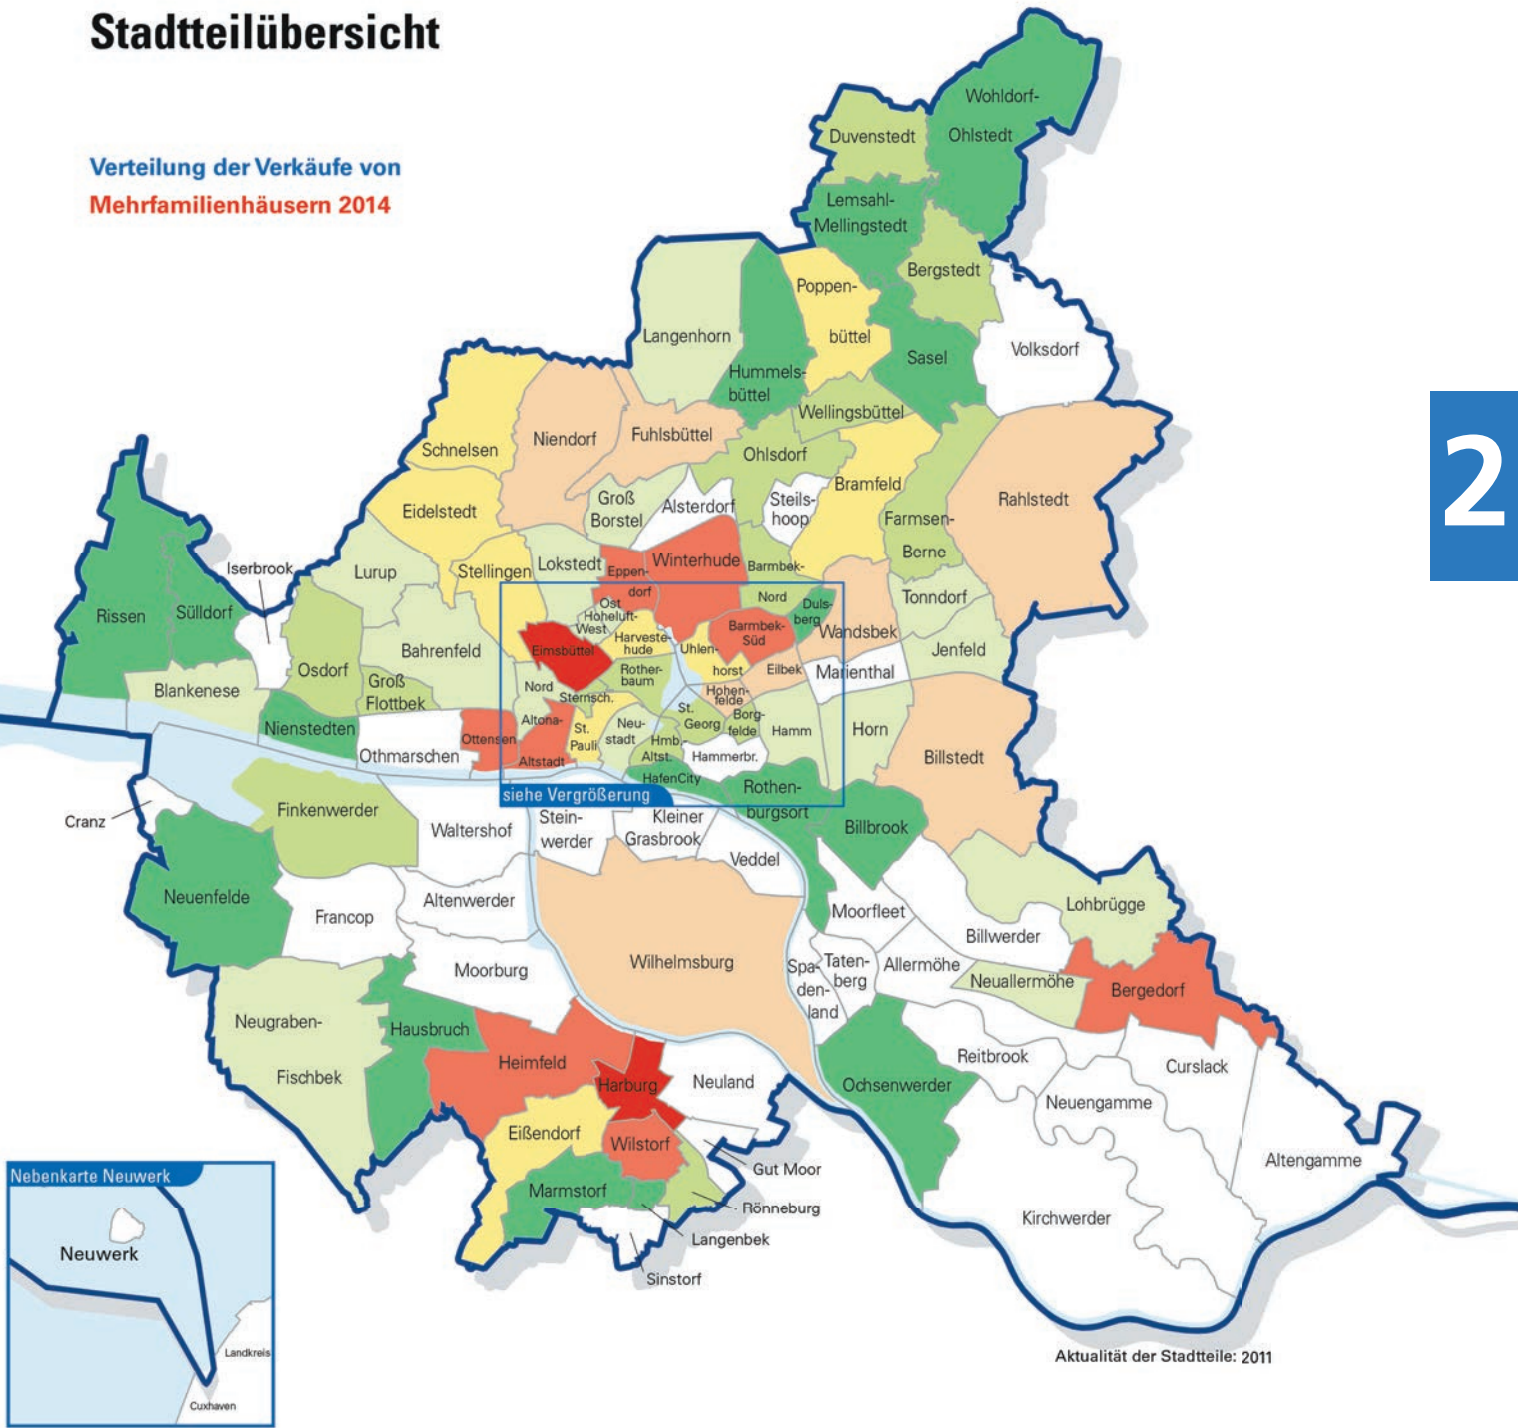 Stadtteilübersicht
Verteilung der Verkäufe von
Mehrfamilienhäusern 2014
2
Wohldorf-
Ohlstedt
Duvenstedt
Lemsahl-
Mellingstedt
Bergstedt
Poppen-
büttel
Volksdorf
Langenhorn
Sasel
Hummels-
büttel
Wellingsbüttel
Schnelsen
Niendorf
Fuhlsbüttel
Ohlsdorf
Bramfeld
Rahlstedt
Eidelstedt
Groß
Borstel
Alsterdorf
Steils-
hoop
Farmsen-
Berne
Iserbrook
Lurup
Stellingen
Lokstedt
Eppen-
dorf
Winterhude
Barmbek-
Nord
Rissen
Sülldorf
Duls-
berg
Tonndorf
Ost
Hoheluft-
West
Harveste-
hude
Barmbek-
Süd
Wandsbek
Eimsbüttel
Uhlen-
horst
Jenfeld
Bahrenfeld
Osdorf
Groß
Flottbek
Blankenese
Rother-
baum
Eilbek
Marienthal
Nord
Sternsch.
Hohen-
felde
Nienstedten
Othmarschen
Ottensen
Altona-
Altstadt
St.
Pauli
Neu-
stadt
St.
Georg
Borg-
felde
Hamm
Horn
Hmb.-
Altst.
Hammerbr.
Billstedt
HafenCity
Rothen-
burgsort
siehe Vergrößerung
Cranz
Finkenwerder
Waltershof
Stein-
werder
Kleiner
Grasbrook
Billbrook
Veddel
Neuenfelde
Francop
Altenwerder
Moorfleet
Lohbrügge
Billwerder
Moorburg
Wilhelmsburg
Spa-
den-
land
Taten-
berg
Allermöhe
Neuallermöhe
Bergedorf
Neugraben-
Fischbek
Hausbruch
Heimfeld
Harburg
Neuland
Ochsenwerder
Reitbrook
Curslack
Neuengamme
Eißendorf
Wilstorf
Gut Moor
Altengamme
Marmstorf
Rönneburg
Langenbek
Sinstorf
Kirchwerder
Nebenkarte Neuwerk
Neuwerk
Landkreis
Cuxhaven
Aktualität der Stadtteile: 2011